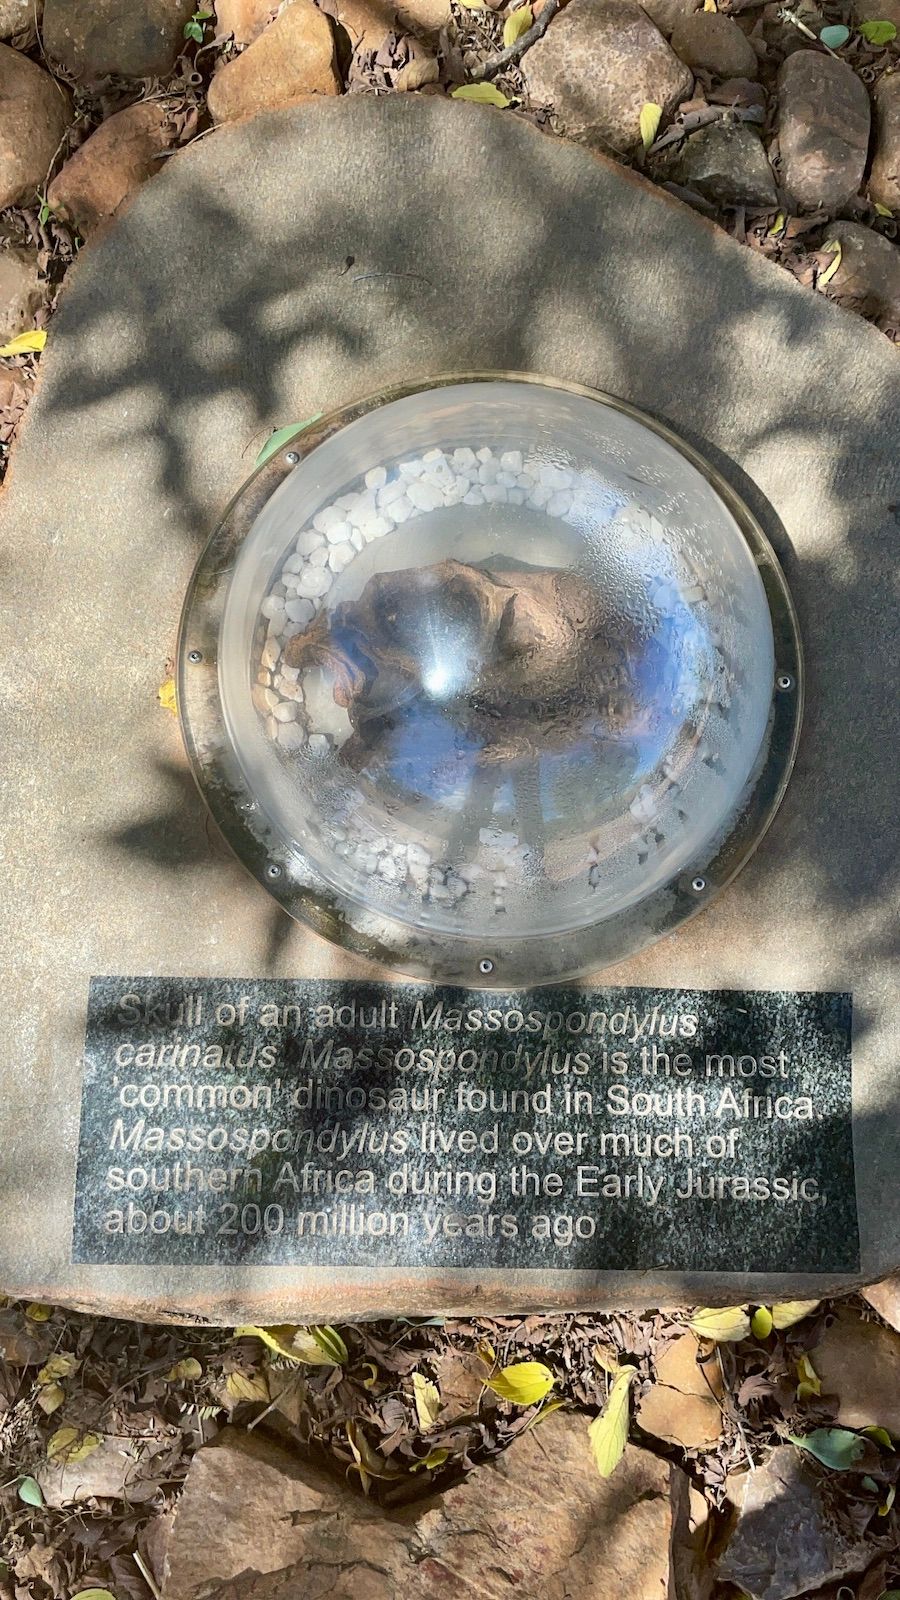 Skull of an adult Massospondylus
carinatus. Massospondylus is the most
'common' dinosaur found in South Africa.
Massospondylus lived over much of
southern Africa during the Early Jurassic,
about 200 million years ago.